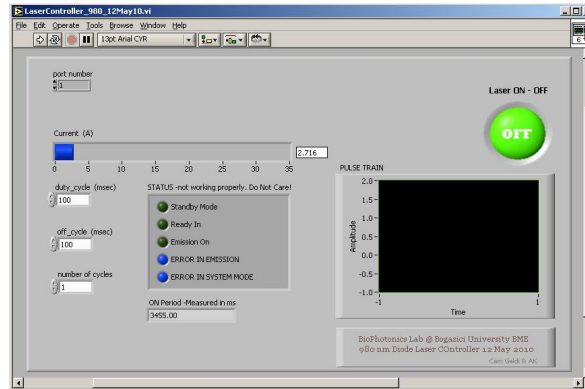 LaserController_980_12May10.vi
File Edit Operate Tools Browse Window Help
13pt Arial CYR
6
port number
1
Laser ON - OFF
OFF
Current (A)
2.716
0 5 10 15 20 25 30 35
duty_cycle (msec)
100
off_cycle (msec)
100
number of cycles
1
STATUS -not working properly. Do Not Care!
Standby Mode
Ready In
Emission On
ERROR IN EMISSION
ERROR IN SYSTEM MODE
ON Period -Measured in ms
3455.00
PULSE TRAIN
2.0
1.5
1.0
0.5
0.0
-0.5
-1.0
Amplitude
-1 1
Time
BioPhotonics Lab @ Bogazici University BME
980 nm Diode Laser COntroller 12 May 2010
Cem Geldi & AK